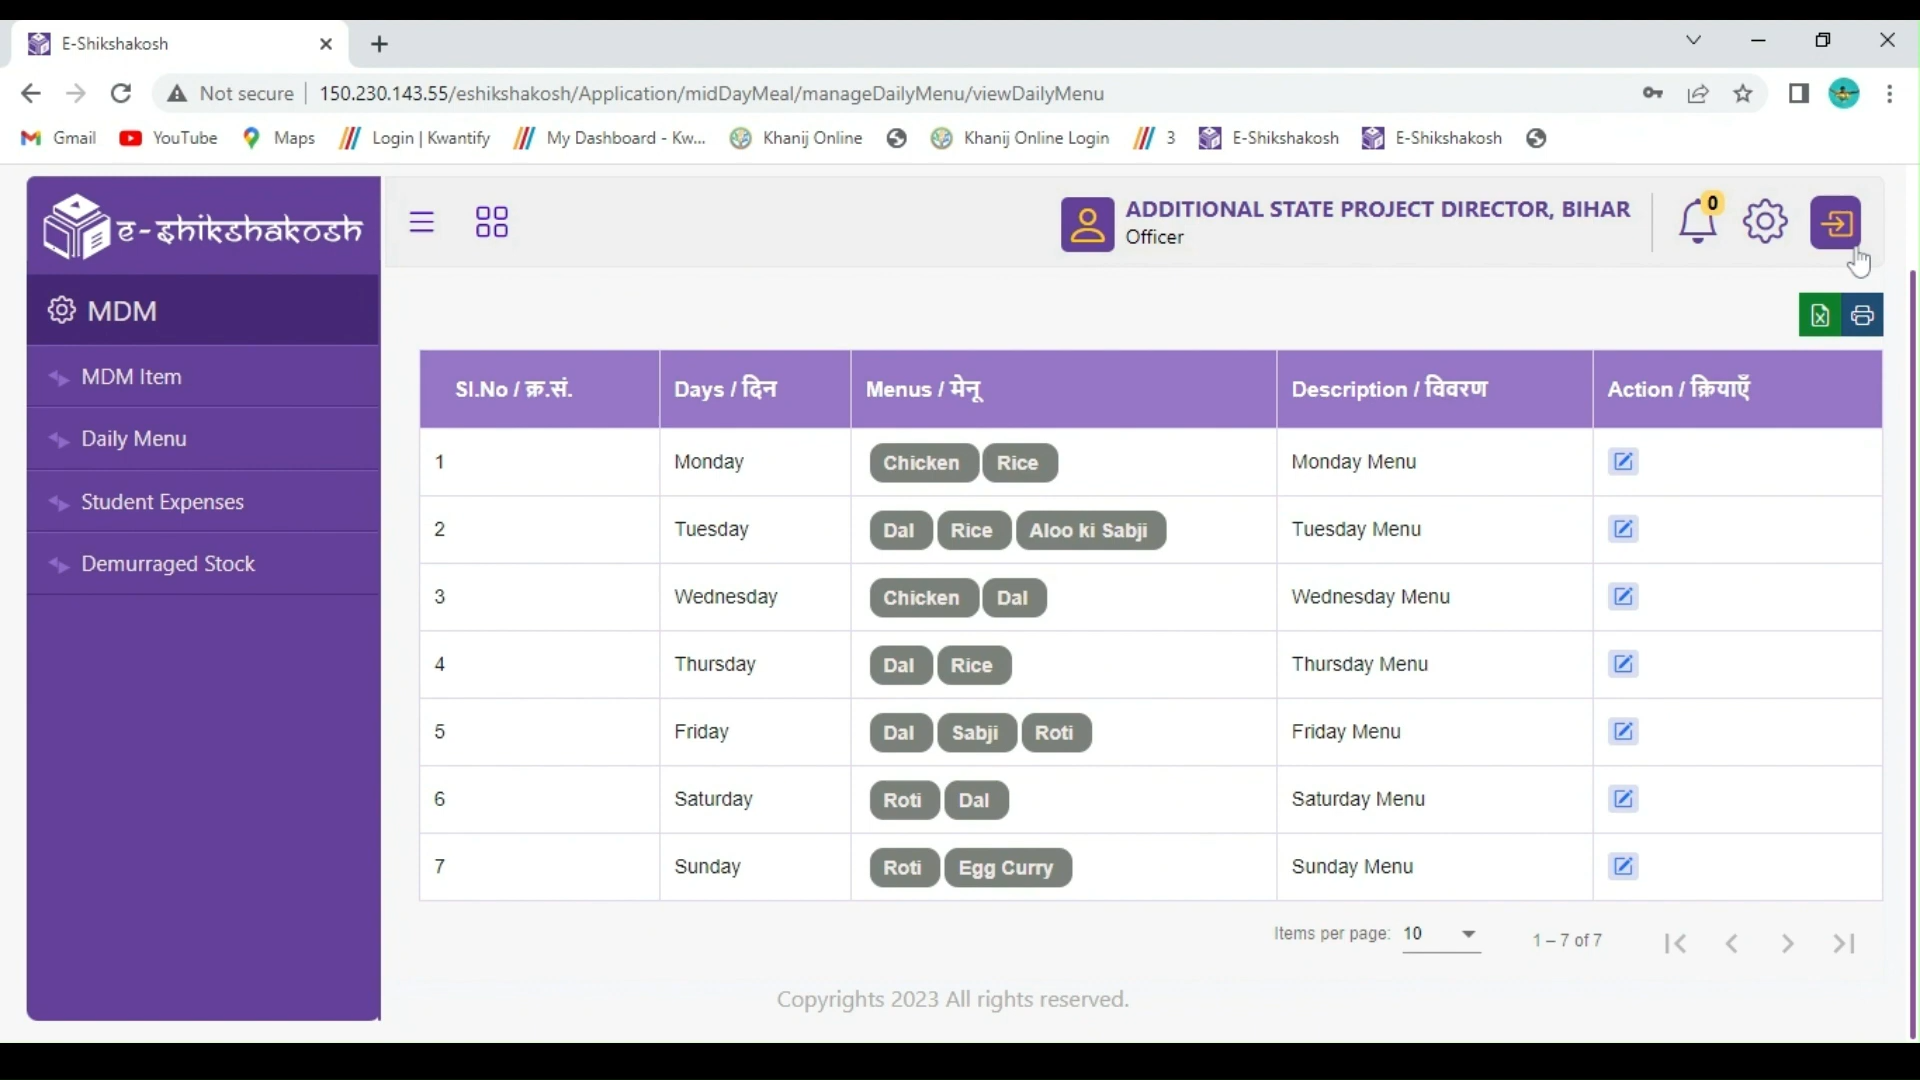 E-Shikshakosh
Not secure 150.230.143.55/eshikshakosh/Application/midDayMeal/manageDailyMenu/viewDailyMenu
Gmail YouTube Maps Login | Kwantify My Dashboard - Kw... Khanij Online Khanij Online Login 3 E-Shikshakosh E-Shikshakosh
e-shikshakosh
ADDITIONAL STATE PROJECT DIRECTOR, BIHAR
Officer
0
MDM
MDM Item
Daily Menu
Student Expenses
Demurraged Stock
Sl.No / क्र.सं. Days / दिन Menus / मेनू Description / विवरण Action / क्रियाएँ
1 Monday Chicken Rice Monday Menu
2 Tuesday Dal Rice Aloo ki Sabji Tuesday Menu
3 Wednesday Chicken Dal Wednesday Menu
4 Thursday Dal Rice Thursday Menu
5 Friday Dal Sabji Roti Friday Menu
6 Saturday Roti Dal Saturday Menu
7 Sunday Roti Egg Curry Sunday Menu
Items per page: 10 1 – 7 of 7
Copyrights 2023 All rights reserved.